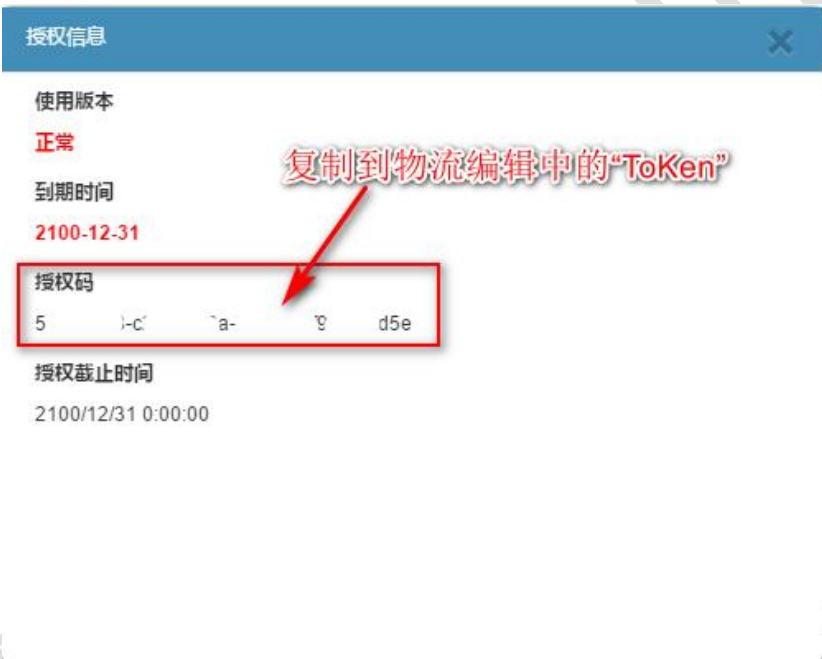 授权信息
使用版本
正常
复制到物流编辑中的“ToKen”
到期时间
2100-12-31
授权码
d5e
授权截止时间
2100/12/31 0:00:00